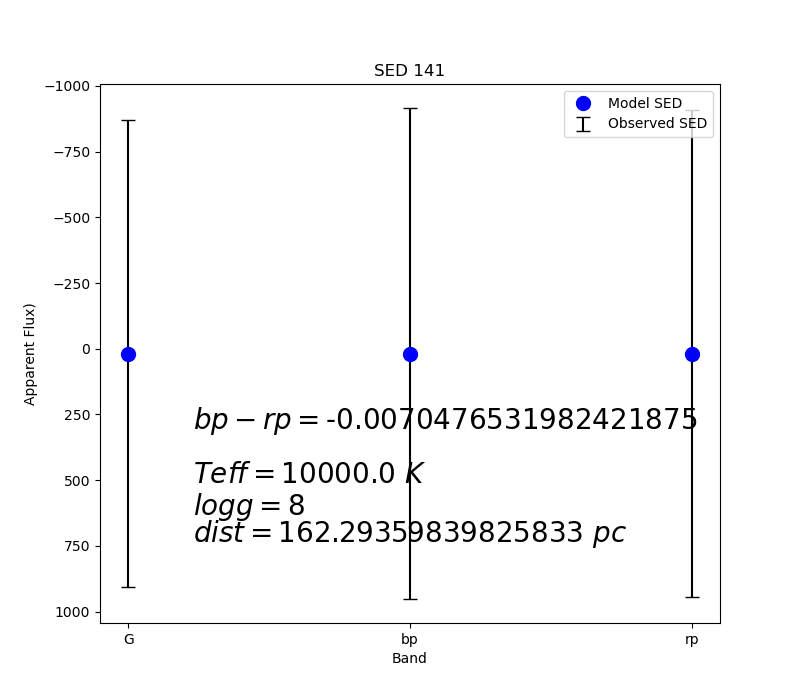 SED 141
Model SED
Observed SED
−1000
−750
−500
−250
0
250
500
750
1000
Apparent Flux)
bp − rp = -0.0070476531982421875
Teff = 10000.0 K
logg = 8
dist = 162.29359839825833 pc
G
bp
rp
Band